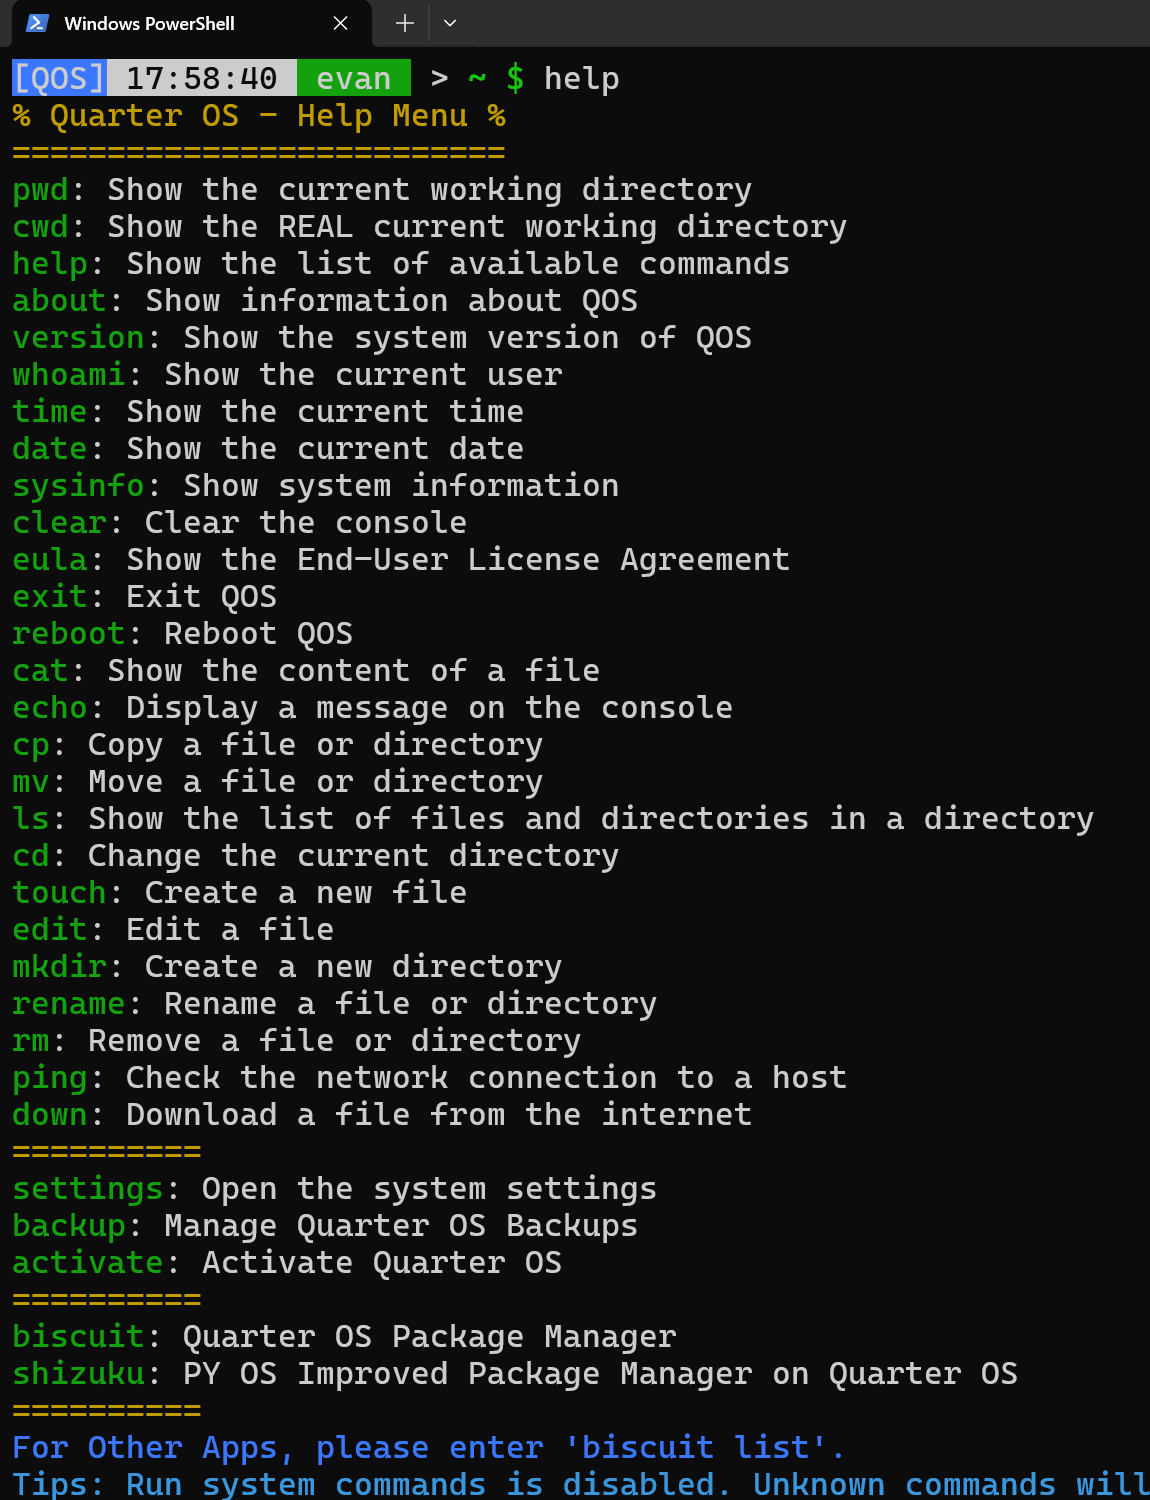 Windows PowerShell
[QOS] 17:58:40 evan > ~ $ help
% Quarter OS - Help Menu %
==========================
pwd: Show the current working directory
cwd: Show the REAL current working directory
help: Show the list of available commands
about: Show information about QOS
version: Show the system version of QOS
whoami: Show the current user
time: Show the current time
date: Show the current date
sysinfo: Show system information
clear: Clear the console
eula: Show the End-User License Agreement
exit: Exit QOS
reboot: Reboot QOS
cat: Show the content of a file
echo: Display a message on the console
cp: Copy a file or directory
mv: Move a file or directory
ls: Show the list of files and directories in a directory
cd: Change the current directory
touch: Create a new file
edit: Edit a file
mkdir: Create a new directory
rename: Rename a file or directory
rm: Remove a file or directory
ping: Check the network connection to a host
down: Download a file from the internet
==========
settings: Open the system settings
backup: Manage Quarter OS Backups
activate: Activate Quarter OS
==========
biscuit: Quarter OS Package Manager
shizuku: PY OS Improved Package Manager on Quarter OS
==========
For Other Apps, please enter 'biscuit list'.
Tips: Run system commands is disabled. Unknown commands will